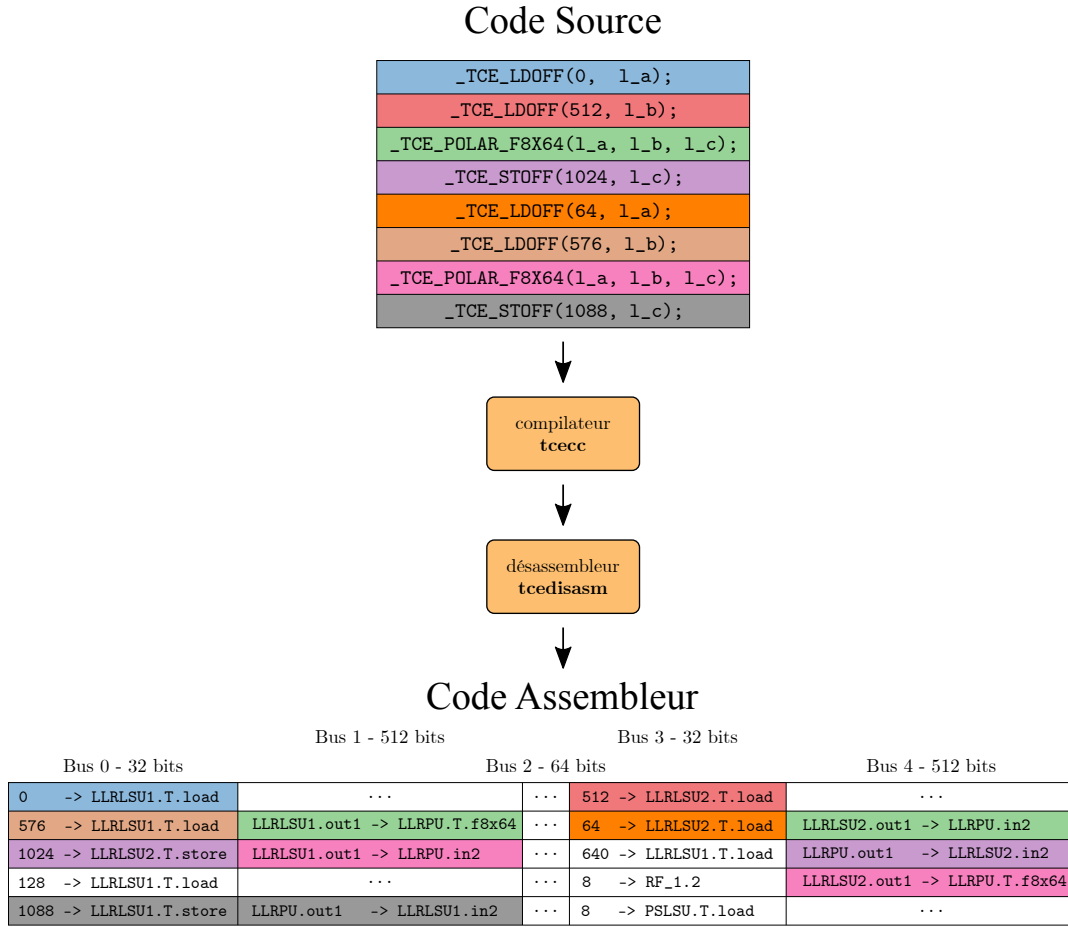 Code Source
_TCE_LDOFF(0,  l_a);
_TCE_LDOFF(512, l_b);
_TCE_POLAR_F8X64(l_a, l_b, l_c);
_TCE_STOFF(1024, l_c);
_TCE_LDOFF(64, l_a);
_TCE_LDOFF(576, l_b);
_TCE_POLAR_F8X64(l_a, l_b, l_c);
_TCE_STOFF(1088, l_c);
compilateur
tcecc
désassembleur
tcedisasm
Code Assembleur
Bus 1 - 512 bits Bus 3 - 32 bits
Bus 0 - 32 bits Bus 2 - 64 bits Bus 4 - 512 bits
0 -> LLRLSU1.T.load ... ... 512 -> LLRLSU2.T.load ...
576 -> LLRLSU1.T.load LLRLSU1.out1 -> LLRPU.T.f8x64 ... 64 -> LLRLSU2.T.load LLRLSU2.out1 -> LLRPU.in2
1024 -> LLRLSU2.T.store LLRLSU1.out1 -> LLRPU.in2 ... 640 -> LLRLSU1.T.load LLRPU.out1 -> LLRLSU2.in2
128 -> LLRLSU1.T.load ... ... 8 -> RF_1.2 LLRLSU2.out1 -> LLRPU.T.f8x64
1088 -> LLRLSU1.T.store LLRPU.out1 -> LLRLSU1.in2 ... 8 -> PSLSU.T.load ...